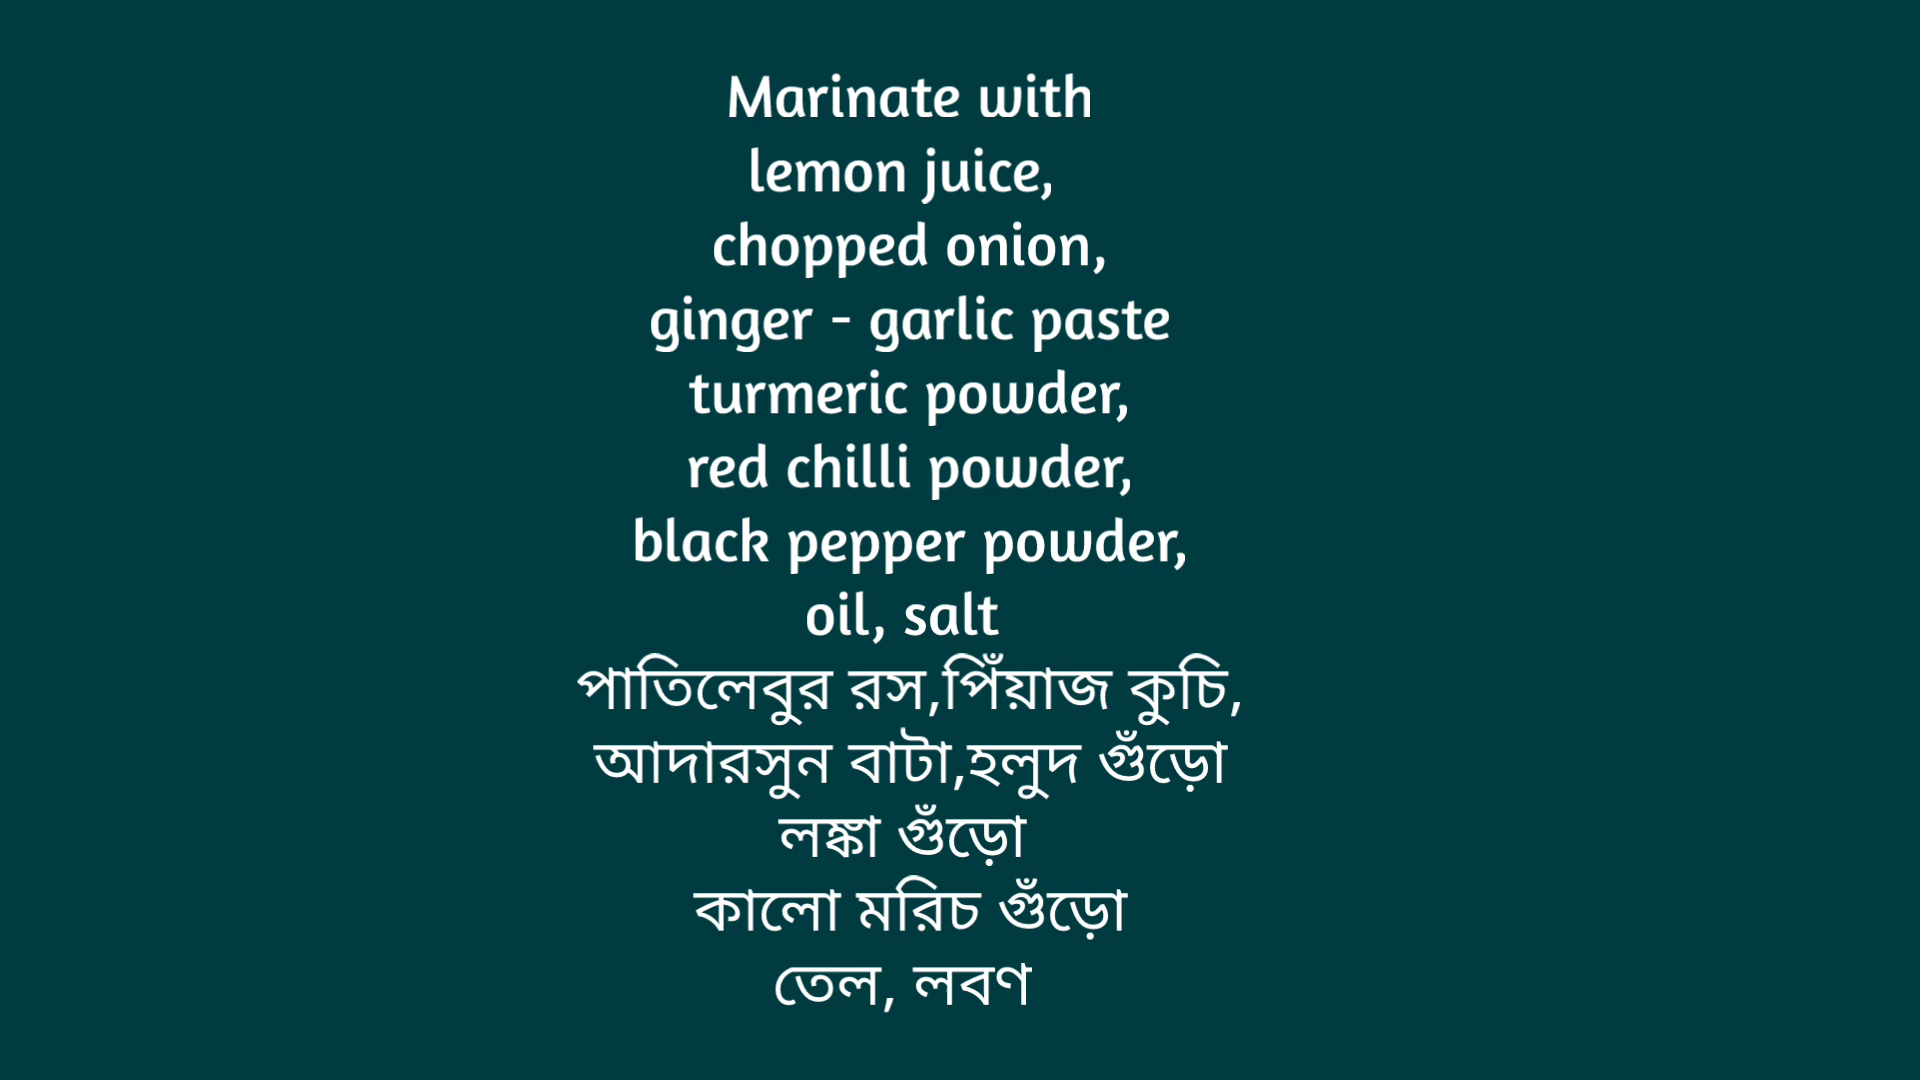 Marinate with
lemon juice,
chopped onion,
ginger - garlic paste
turmeric powder,
red chilli powder,
black pepper powder,
oil, salt
পাতিলেবুর রস,পিঁয়াজ কুচি,
আদারসুন বাটা,হলুদ গুঁড়ো
লঙ্কা গুঁড়ো
কালো মরিচ গুঁড়ো
তেল, লবণ